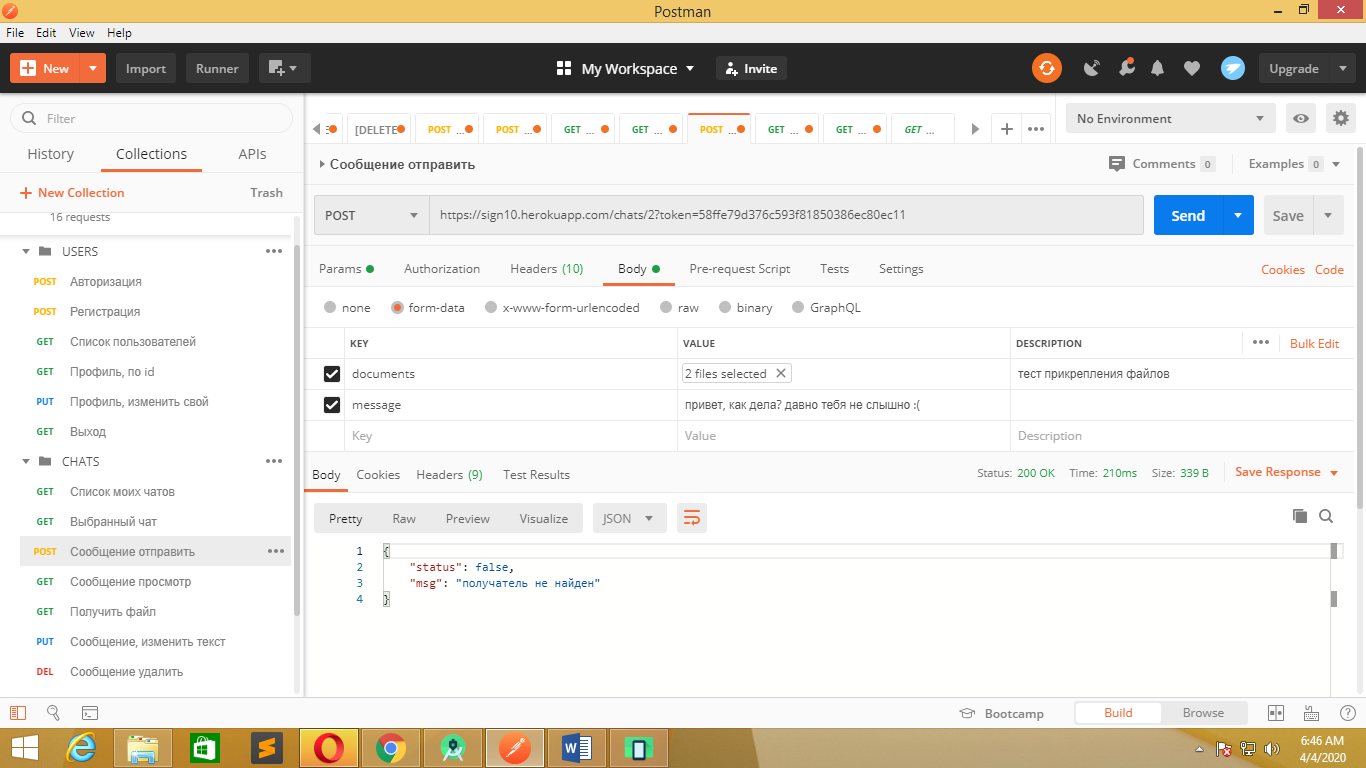 Postman
File Edit View Help
New Import Runner My Workspace Invite Upgrade
Filter
History Collections APIs
New Collection Trash
16 requests
USERS
POST Авторизация
POST Регистрация
GET Список пользователей
GET Профиль, по id
PUT Профиль, изменить свой
GET Выход
CHATS
GET Список моих чатов
GET Выбранный чат
POST Сообщение отправить
GET Сообщение просмотр
GET Получить файл
PUT Сообщение, изменить текст
DEL Сообщение удалить
[DELETE POST ... POST ... GET ... GET ... POST ... GET ... GET ... GET ...
No Environment
Сообщение отправить Comments 0 Examples 0
POST https://sign10.herokuapp.com/chats/2?token=58ffe79d376c593f81850386ec80ec11 Send Save
Params Authorization Headers (10) Body Pre-request Script Tests Settings Cookies Code
none form-data x-www-form-urlencoded raw binary GraphQL
KEY VALUE DESCRIPTION Bulk Edit
documents 2 files selected тест прикрепления файлов
message привет, как дела? давно тебя не слышно :(
Key Value Description
Body Cookies Headers (9) Test Results Status: 200 OK Time: 210ms Size: 339 B Save Response
Pretty Raw Preview Visualize JSON
1 {
2 "status": false,
3 "msg": "получатель не найден"
4 }
Bootcamp Build Browse
6:46 AM
4/4/2020